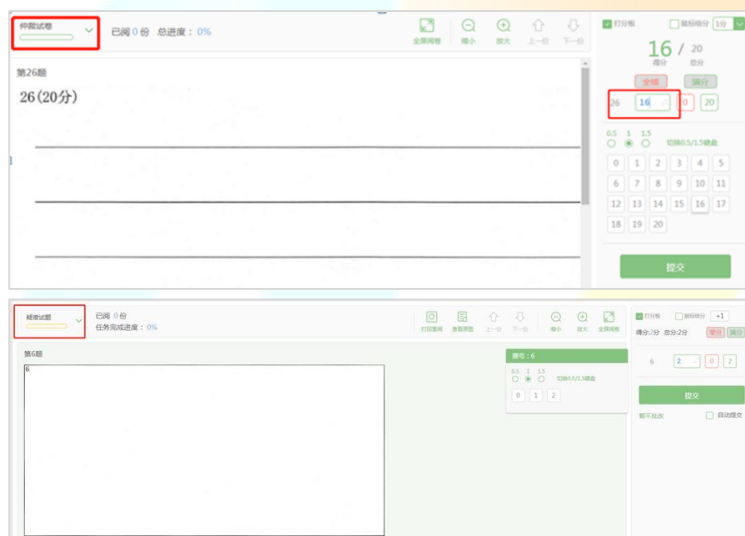 仲裁试卷
已阅 0 份 总进度: 0%
全屏阅卷 缩小 放大 上一份 下一份
打分板 鼠标给分 1分
16 / 20
得分 总分
第26题
26(20分)
全错 满分
26 16 0 20
0.5 1 1.5
切换0.5/1.5键盘
0 1 2 3 4 5
6 7 8 9 10 11
12 13 14 15 16 17
18 19 20
提交
超准试题
已阅 0份
任务完成进度: 0%
打回重阅 查看原图 上一份 下一份 缩小 放大 全屏阅卷
打分板 鼠标给分 +1
得分:2分 总分:2分 零分 满分
第6题
6
题号:6
0.5 1 1.5
切换0.5/1.5键盘
0 1 2
6 2 0 2
提交
暂不批改 自动提交